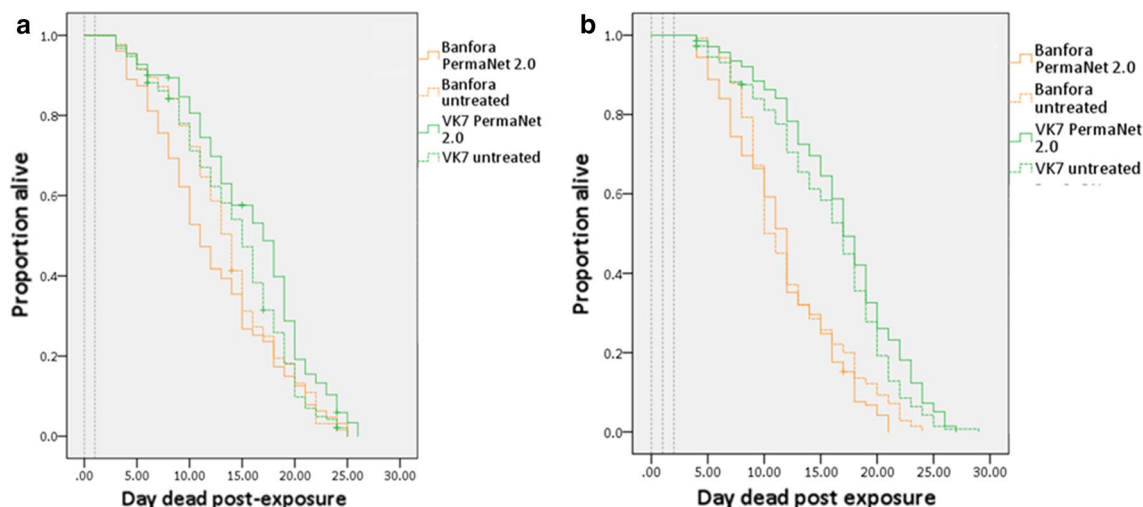 a
1.0
0.8
0.6
0.4
0.2
0.0
.00 5.00 10.00 15.00 20.00 25.00 30.00
Proportion alive
Day dead post-exposure
Banfora
PermaNet 2.0
Banfora
untreated
VK7 PermaNet
2.0
VK7 untreated
b
1.0
0.8
0.6
0.4
0.2
0.0
.00 5.00 10.00 15.00 20.00 25.00 30.00
Proportion alive
Day dead post exposure
Banfora
PermaNet 2.0
Banfora
untreated
VK7 PermaNet
2.0
VK7 untreated